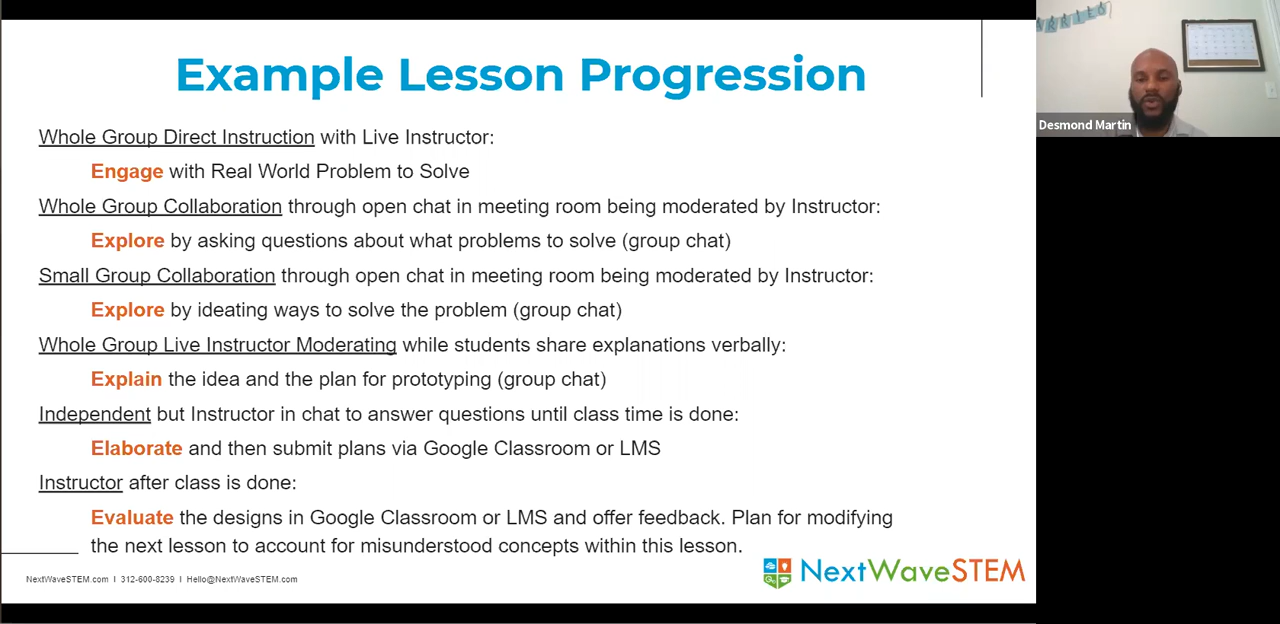 Example Lesson Progression
Whole Group Direct Instruction with Live Instructor:
Engage with Real World Problem to Solve
Whole Group Collaboration through open chat in meeting room being moderated by Instructor:
Explore by asking questions about what problems to solve (group chat)
Small Group Collaboration through open chat in meeting room being moderated by Instructor:
Explore by ideating ways to solve the problem (group chat)
Whole Group Live Instructor Moderating while students share explanations verbally:
Explain the idea and the plan for prototyping (group chat)
Independent but Instructor in chat to answer questions until class time is done:
Elaborate and then submit plans via Google Classroom or LMS
Instructor after class is done:
Evaluate the designs in Google Classroom or LMS and offer feedback. Plan for modifying
the next lesson to account for misunderstood concepts within this lesson.
NextWaveSTEM.com I 312-600-8239 I Hello@NextWaveSTEM.com
NextWaveSTEM
Desmond Martin